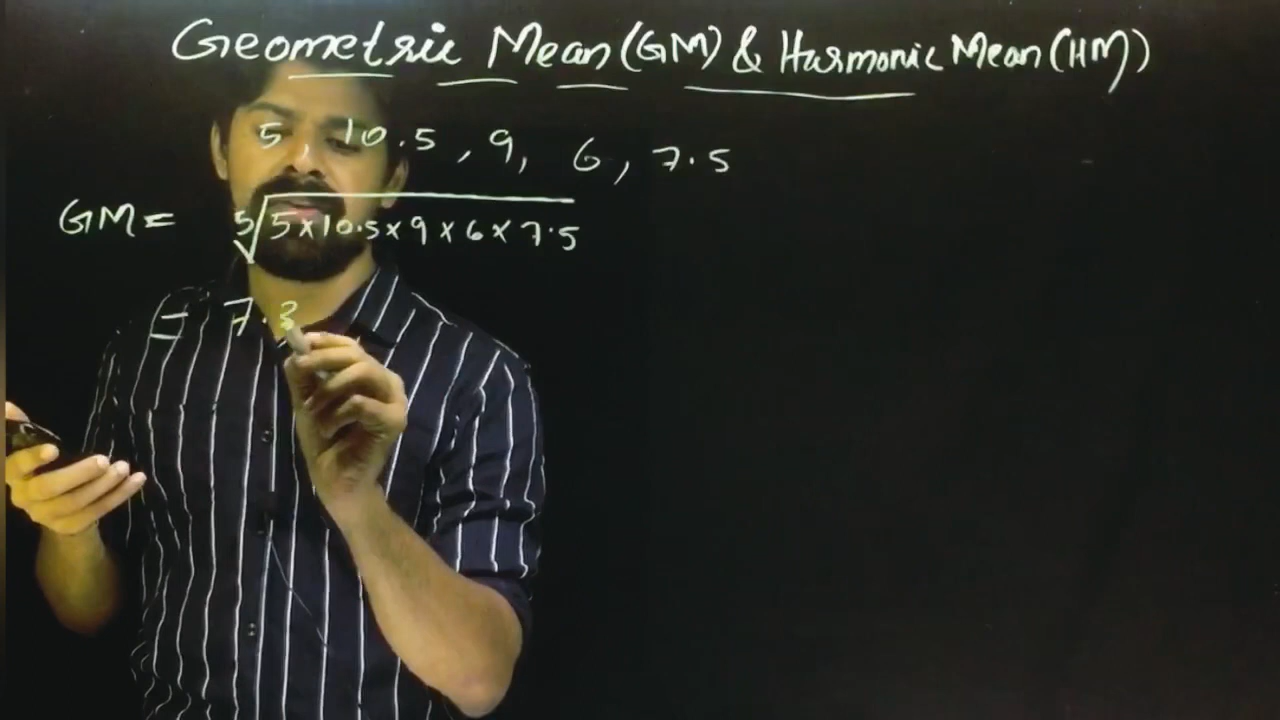 Geometric Mean (GM) & Harmonic Mean (HM)
5 10.5 , 9, 6 , 7.5
GM = ⁵√5×10.5×9×6×7.5
= 7.3